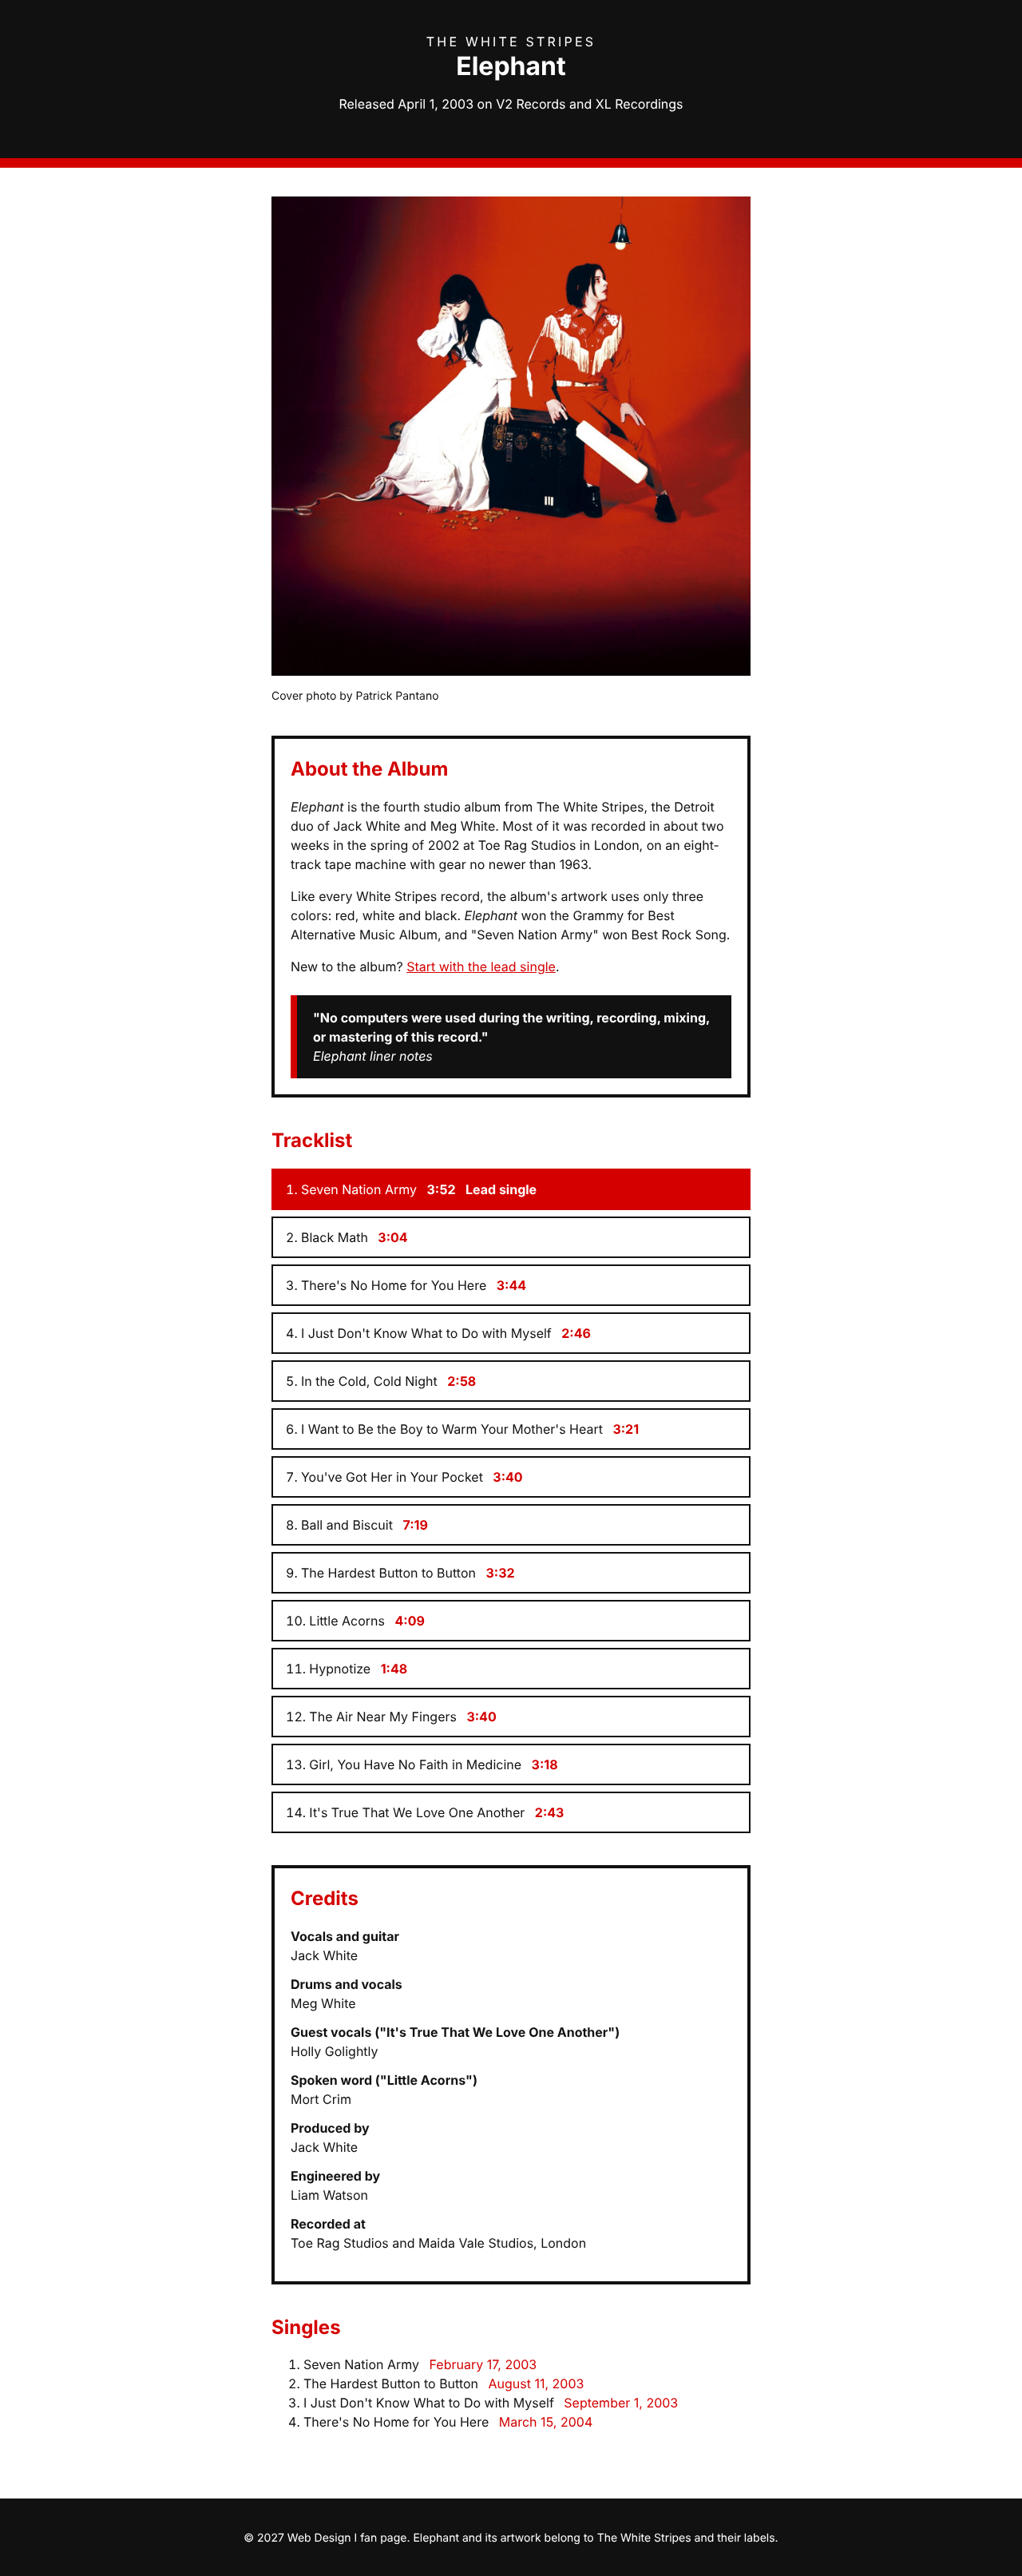 THE WHITE STRIPES
Elephant
Released April 1, 2003 on V2 Records and XL Recordings
Cover photo by Patrick Pantano
About the Album
Elephant is the fourth studio album from The White Stripes, the Detroit
duo of Jack White and Meg White. Most of it was recorded in about two
weeks in the spring of 2002 at Toe Rag Studios in London, on an eight-
track tape machine with gear no newer than 1963.
Like every White Stripes record, the album's artwork uses only three
colors: red, white and black. Elephant won the Grammy for Best
Alternative Music Album, and "Seven Nation Army" won Best Rock Song.
New to the album? Start with the lead single.
"No computers were used during the writing, recording, mixing,
or mastering of this record."
Elephant liner notes
Tracklist
1. Seven Nation Army 3:52 Lead single
2. Black Math 3:04
3. There's No Home for You Here 3:44
4. I Just Don't Know What to Do with Myself 2:46
5. In the Cold, Cold Night 2:58
6. I Want to Be the Boy to Warm Your Mother's Heart 3:21
7. You've Got Her in Your Pocket 3:40
8. Ball and Biscuit 7:19
9. The Hardest Button to Button 3:32
10. Little Acorns 4:09
11. Hypnotize 1:48
12. The Air Near My Fingers 3:40
13. Girl, You Have No Faith in Medicine 3:18
14. It's True That We Love One Another 2:43
Credits
Vocals and guitar
Jack White
Drums and vocals
Meg White
Guest vocals ("It's True That We Love One Another")
Holly Golightly
Spoken word ("Little Acorns")
Mort Crim
Produced by
Jack White
Engineered by
Liam Watson
Recorded at
Toe Rag Studios and Maida Vale Studios, London
Singles
1. Seven Nation Army February 17, 2003
2. The Hardest Button to Button August 11, 2003
3. I Just Don't Know What to Do with Myself September 1, 2003
4. There's No Home for You Here March 15, 2004
© 2027 Web Design I fan page. Elephant and its artwork belong to The White Stripes and their labels.